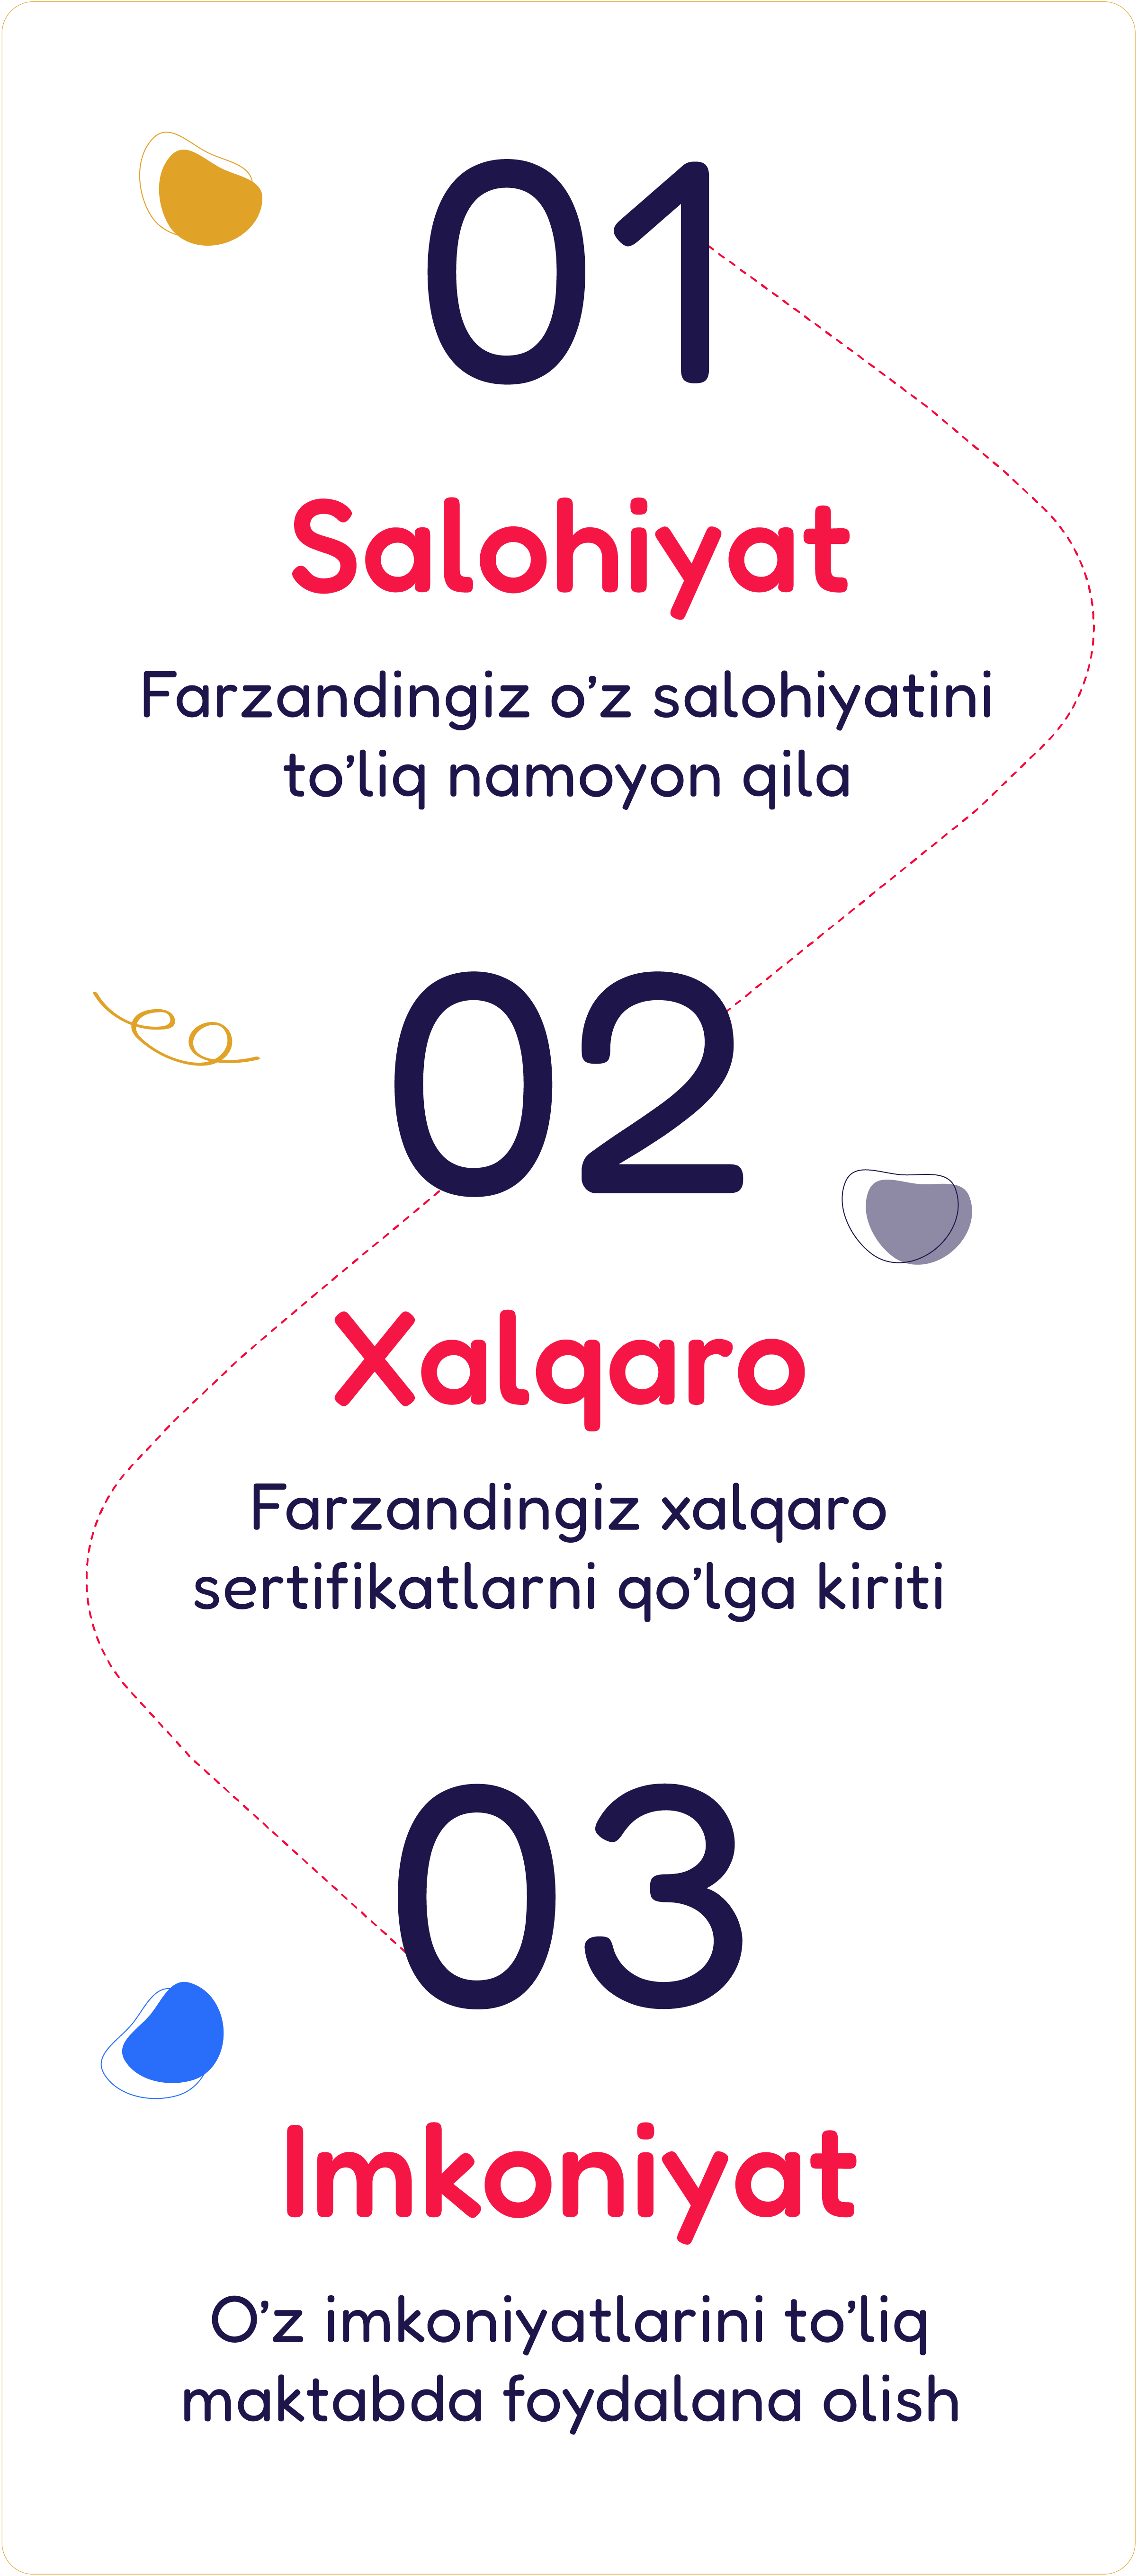 01
Salohiyat
Farzandingiz o’z salohiyatini
to’liq namoyon qila
02
Xalqaro
Farzandingiz xalqaro
sertifikatlarni qo’lga kiriti
03
Imkoniyat
O’z imkoniyatlarini to’liq
maktabda foydalana olish